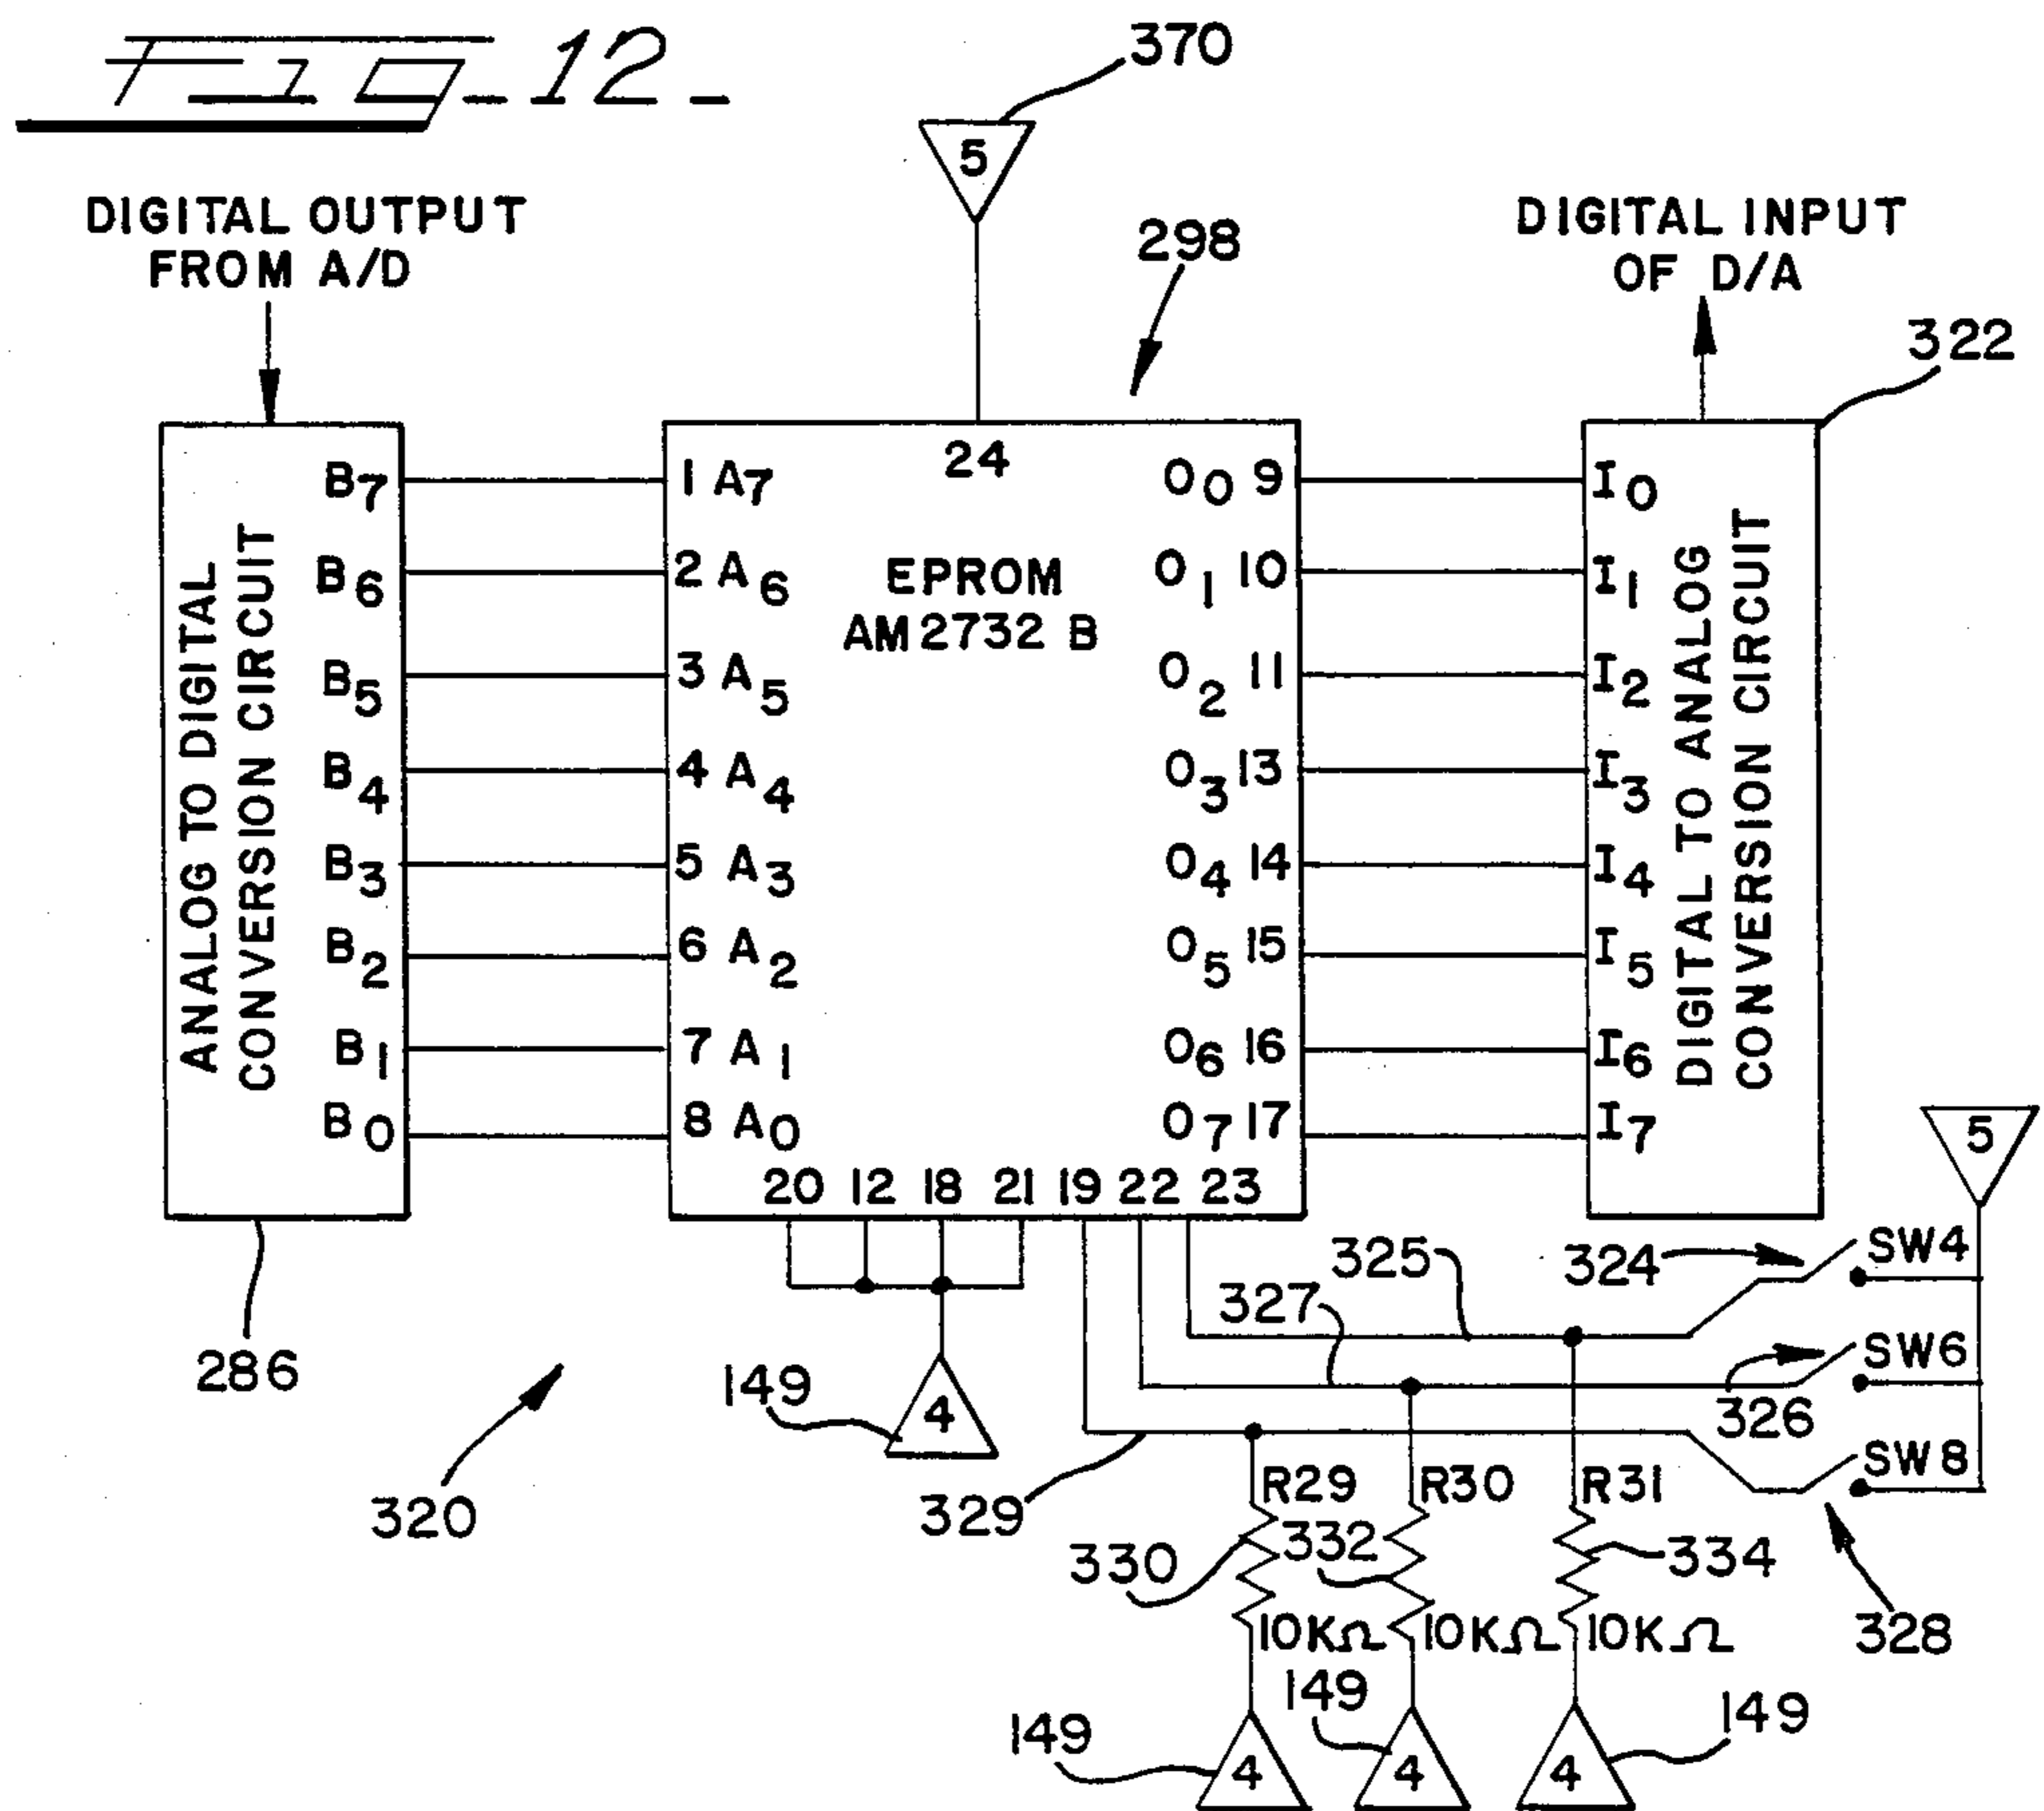 Fig-12-
370
5
DIGITAL OUTPUT
FROM A/D
298
DIGITAL INPUT
OF D/A
322
24
B7 1 A7 O0 9 I0
B6 2 A6 O1 10 I1
EPROM
AM2732 B
B5 3 A5 O2 11 I2
B4 4 A4 O3 13 I3
B3 5 A3 O4 14 I4
B2 6 A2 O5 15 I5
B1 7 A1 O6 16 I6
B0 8 A0 O7 17 I7
ANALOG TO DIGITAL
CONVERSION CIRCUIT
DIGITAL TO ANALOG
CONVERSION CIRCUIT
20 12 18 21 19 22 23
5
325 324 SW4
327
286
149 4
326 SW6
320
329
R29 R30 R31
SW8
330 332 334
10KΩ 10KΩ 10KΩ
328
149 149 149
4 4 4